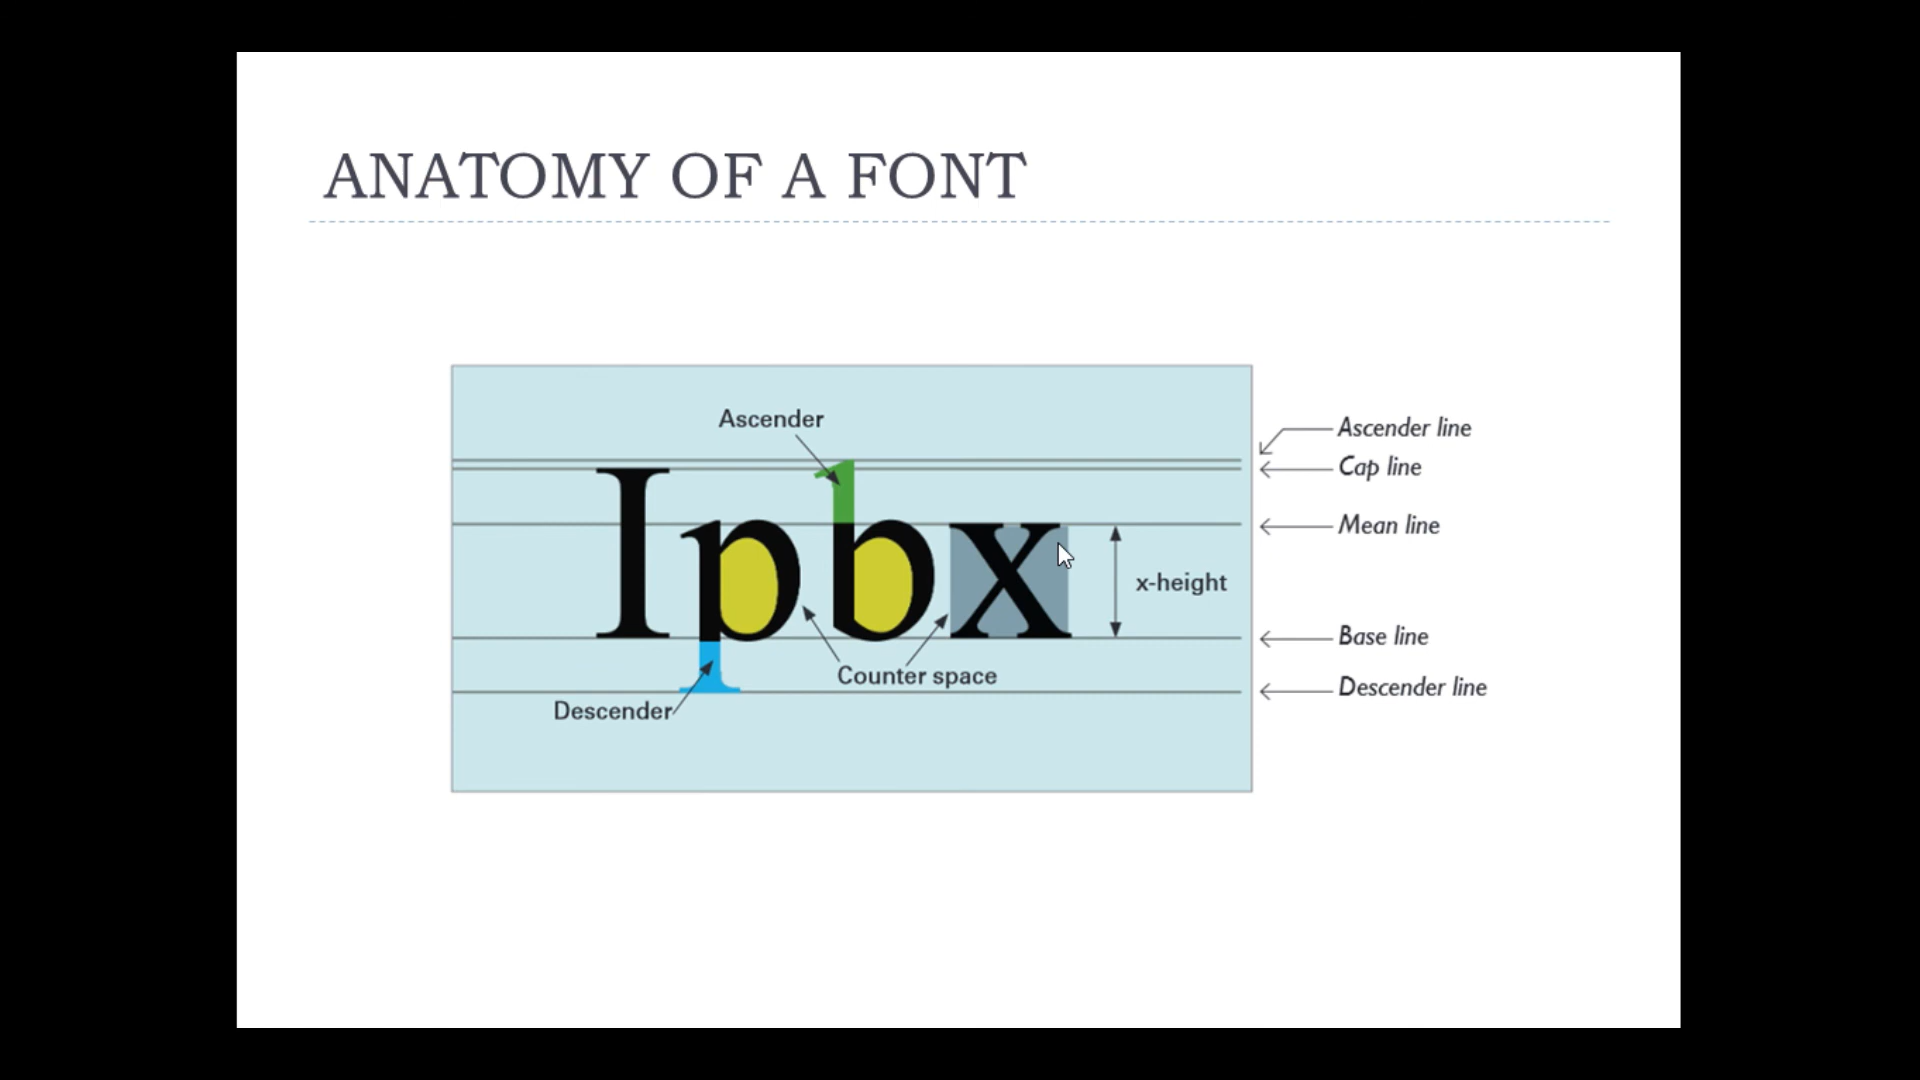 ANATOMY OF A FONT
Ascender
Ascender line
Cap line
Mean line
Ipbx
x-height
Base line
Counter space
Descender line
Descender